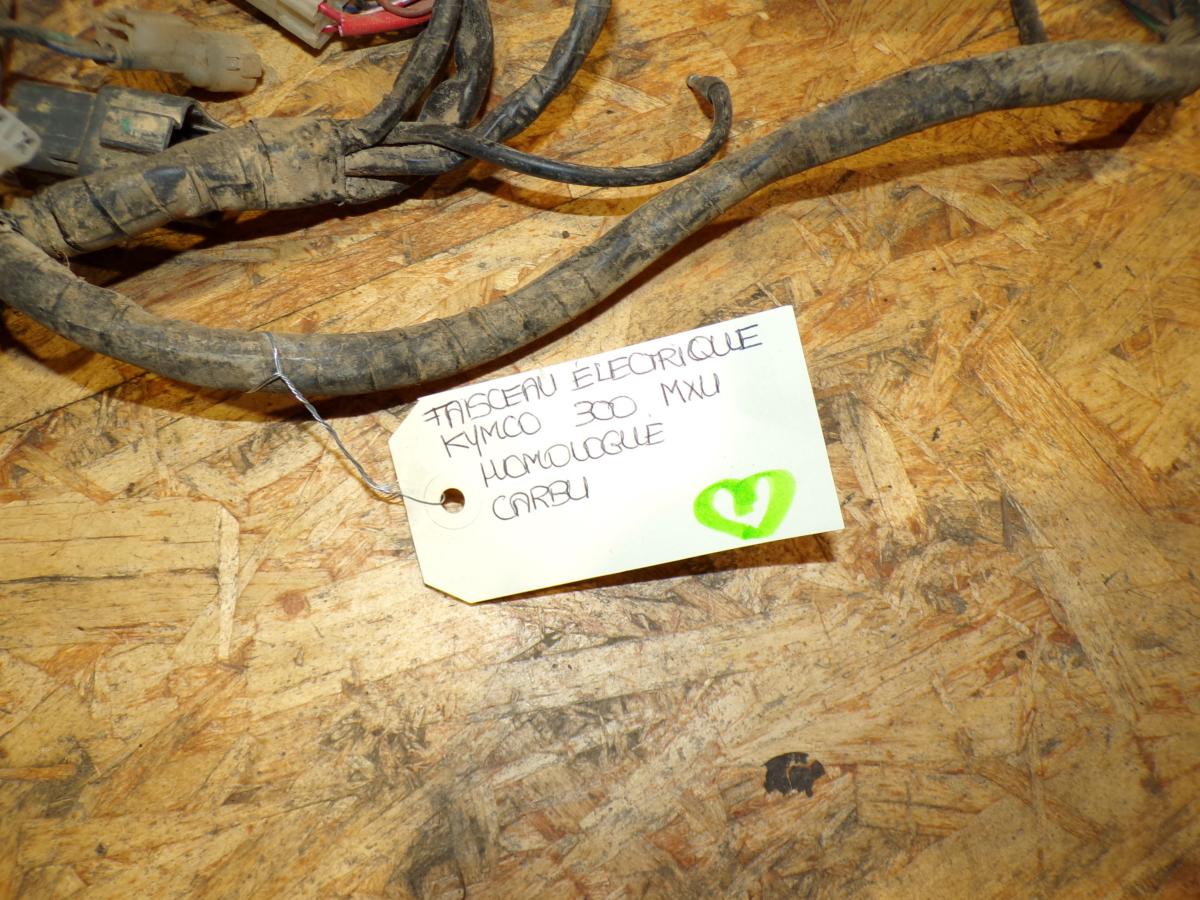 FAISCEAU ÉLECTRIQUE
KYMCO 300 MXU
HOMOLOGUE
CARBU